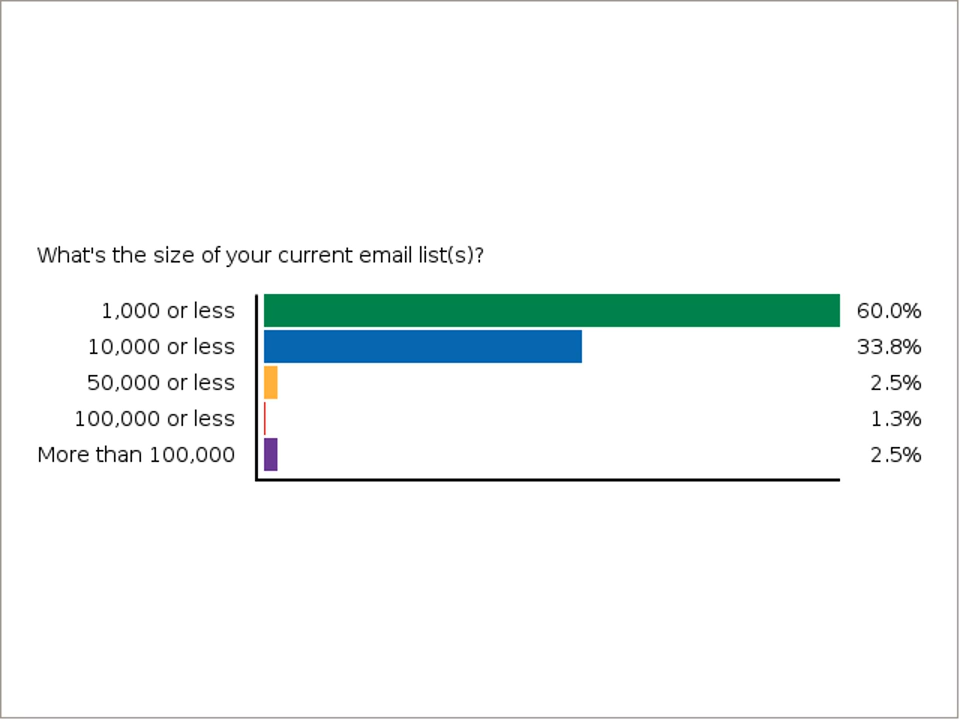 What's the size of your current email list(s)?
1,000 or less 60.0%
10,000 or less 33.8%
50,000 or less 2.5%
100,000 or less 1.3%
More than 100,000 2.5%